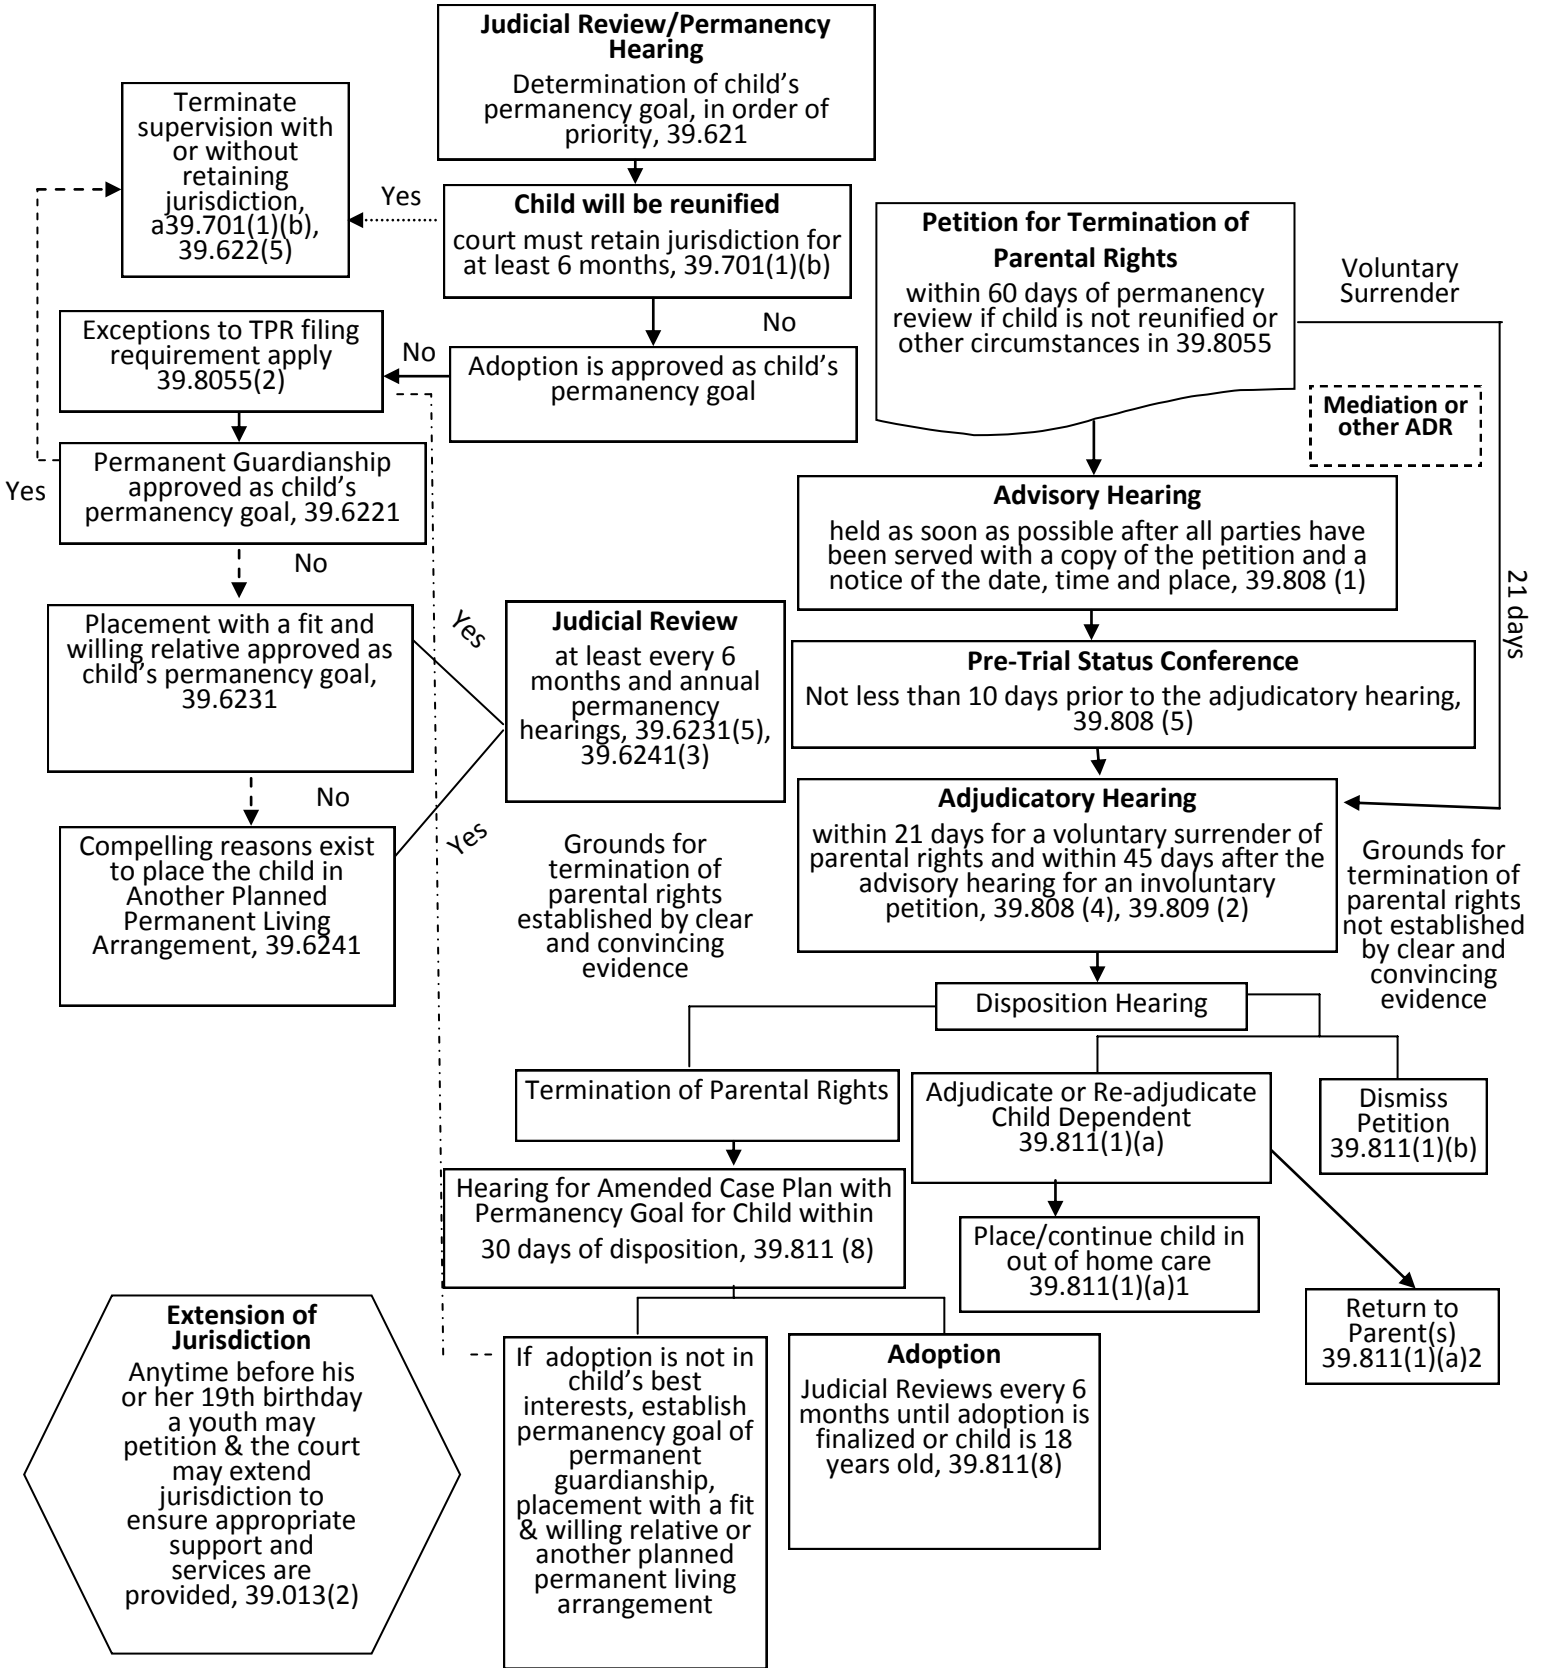 Judicial Review/Permanency
Hearing
Determination of child’s
permanency goal, in order of
priority, 39.621
Terminate
supervision with
or without
retaining
jurisdiction,
a39.701(1)(b),
39.622(5)
Yes
Child will be reunified
court must retain jurisdiction for
at least 6 months, 39.701(1)(b)
No
Adoption is approved as child’s
permanency goal
No
Exceptions to TPR filing
requirement apply
39.8055(2)
Permanent Guardianship
approved as child’s
permanency goal, 39.6221
Yes
No
Placement with a fit and
willing relative approved as
child’s permanency goal,
39.6231
Yes
No
Compelling reasons exist
to place the child in
Another Planned
Permanent Living
Arrangement, 39.6241
Yes
Judicial Review
at least every 6
months and annual
permanency
hearings, 39.6231(5),
39.6241(3)
Petition for Termination of
Parental Rights
within 60 days of permanency
review if child is not reunified or
other circumstances in 39.8055
Voluntary
Surrender
Mediation or
other ADR
21 days
Advisory Hearing
held as soon as possible after all parties have
been served with a copy of the petition and a
notice of the date, time and place, 39.808 (1)
Pre-Trial Status Conference
Not less than 10 days prior to the adjudicatory hearing,
39.808 (5)
Adjudicatory Hearing
within 21 days for a voluntary surrender of
parental rights and within 45 days after the
advisory hearing for an involuntary
petition, 39.808 (4), 39.809 (2)
Grounds for
termination of
parental rights
established by clear
and convincing
evidence
Grounds for
termination of
parental rights
not established
by clear and
convincing
evidence
Disposition Hearing
Termination of Parental Rights
Adjudicate or Re-adjudicate
Child Dependent
39.811(1)(a)
Dismiss
Petition
39.811(1)(b)
Hearing for Amended Case Plan with
Permanency Goal for Child within
30 days of disposition, 39.811 (8)
Place/continue child in
out of home care
39.811(1)(a)1
Return to
Parent(s)
39.811(1)(a)2
Extension of
Jurisdiction
Anytime before his
or her 19th birthday
a youth may
petition & the court
may extend
jurisdiction to
ensure appropriate
support and
services are
provided, 39.013(2)
If adoption is not in
child’s best
interests, establish
permanency goal of
permanent
guardianship,
placement with a fit
& willing relative or
another planned
permanent living
arrangement
Adoption
Judicial Reviews every 6
months until adoption is
finalized or child is 18
years old, 39.811(8)